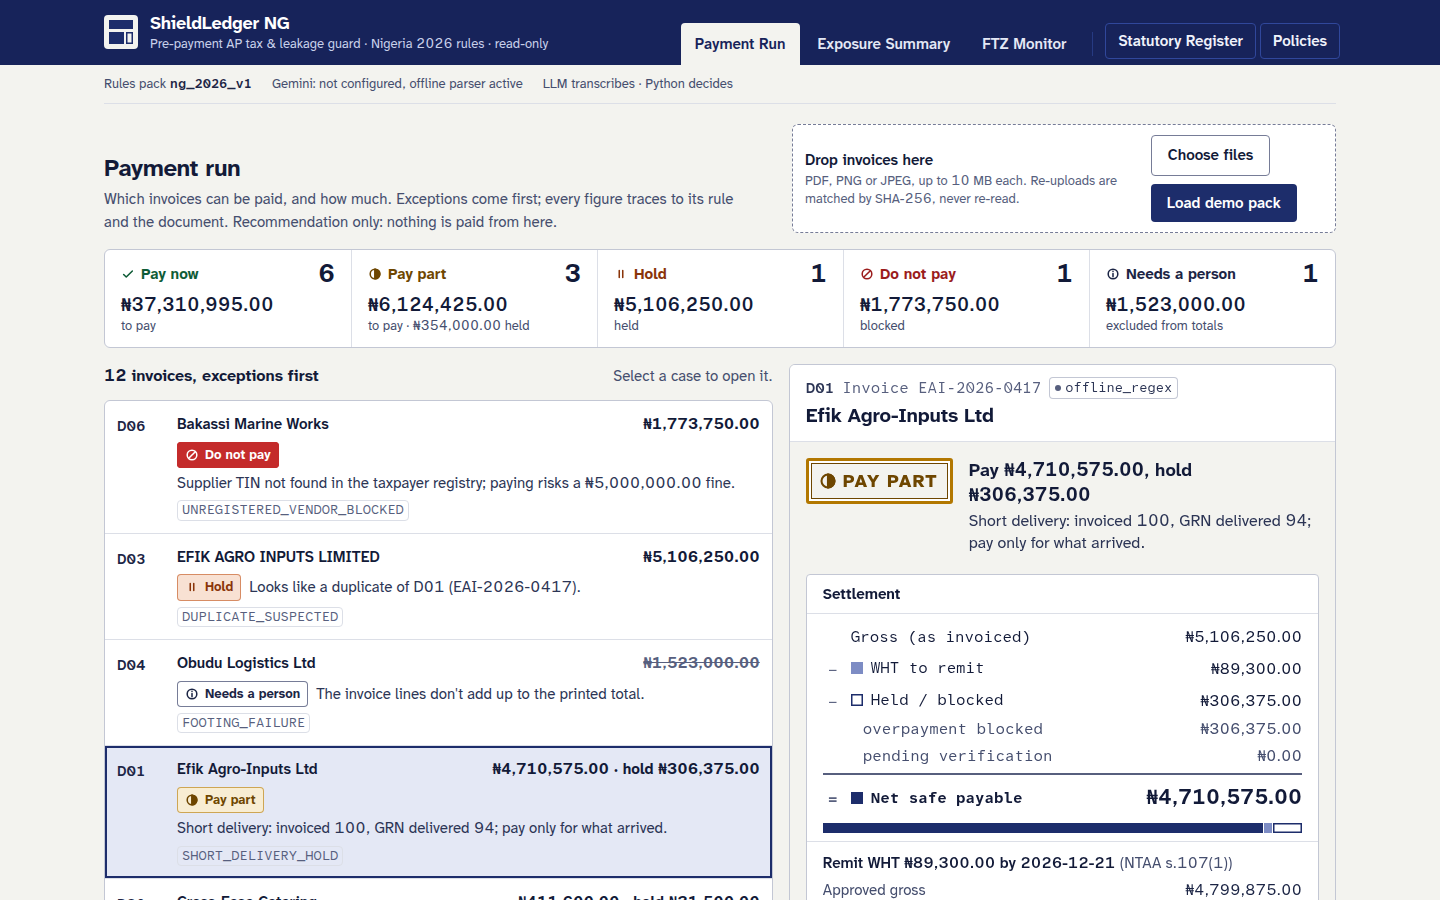 ShieldLedger NG
Pre-payment AP tax & leakage guard · Nigeria 2026 rules · read-only
Payment Run
Exposure Summary
FTZ Monitor
Statutory Register
Policies
Rules pack ng_2026_v1
Gemini: not configured, offline parser active
LLM transcribes · Python decides
Payment run
Which invoices can be paid, and how much. Exceptions come first; every figure traces to its rule
and the document. Recommendation only: nothing is paid from here.
Drop invoices here
PDF, PNG or JPEG, up to 10 MB each. Re-uploads are
matched by SHA-256, never re-read.
Choose files
Load demo pack
Pay now 6
₦37,310,995.00
to pay
Pay part 3
₦6,124,425.00
to pay · ₦354,000.00 held
Hold 1
₦5,106,250.00
held
Do not pay 1
₦1,773,750.00
blocked
Needs a person 1
₦1,523,000.00
excluded from totals
12 invoices, exceptions first
Select a case to open it.
D06 Bakassi Marine Works ₦1,773,750.00
Do not pay
Supplier TIN not found in the taxpayer registry; paying risks a ₦5,000,000.00 fine.
UNREGISTERED_VENDOR_BLOCKED
D03 EFIK AGRO INPUTS LIMITED ₦5,106,250.00
Hold Looks like a duplicate of D01 (EAI-2026-0417).
DUPLICATE_SUSPECTED
D04 Obudu Logistics Ltd ₦1,523,000.00
Needs a person The invoice lines don't add up to the printed total.
FOOTING_FAILURE
D01 Efik Agro-Inputs Ltd ₦4,710,575.00 · hold ₦306,375.00
Pay part
Short delivery: invoiced 100, GRN delivered 94; pay only for what arrived.
SHORT_DELIVERY_HOLD
D01 Invoice EAI-2026-0417 offline_regex
Efik Agro-Inputs Ltd
PAY PART
Pay ₦4,710,575.00, hold
₦306,375.00
Short delivery: invoiced 100, GRN delivered 94;
pay only for what arrived.
Settlement
Gross (as invoiced) ₦5,106,250.00
− WHT to remit ₦89,300.00
− Held / blocked ₦306,375.00
overpayment blocked ₦306,375.00
pending verification ₦0.00
= Net safe payable ₦4,710,575.00
Remit WHT ₦89,300.00 by 2026-12-21 (NTAA s.107(1))
Approved gross ₦4,799,875.00